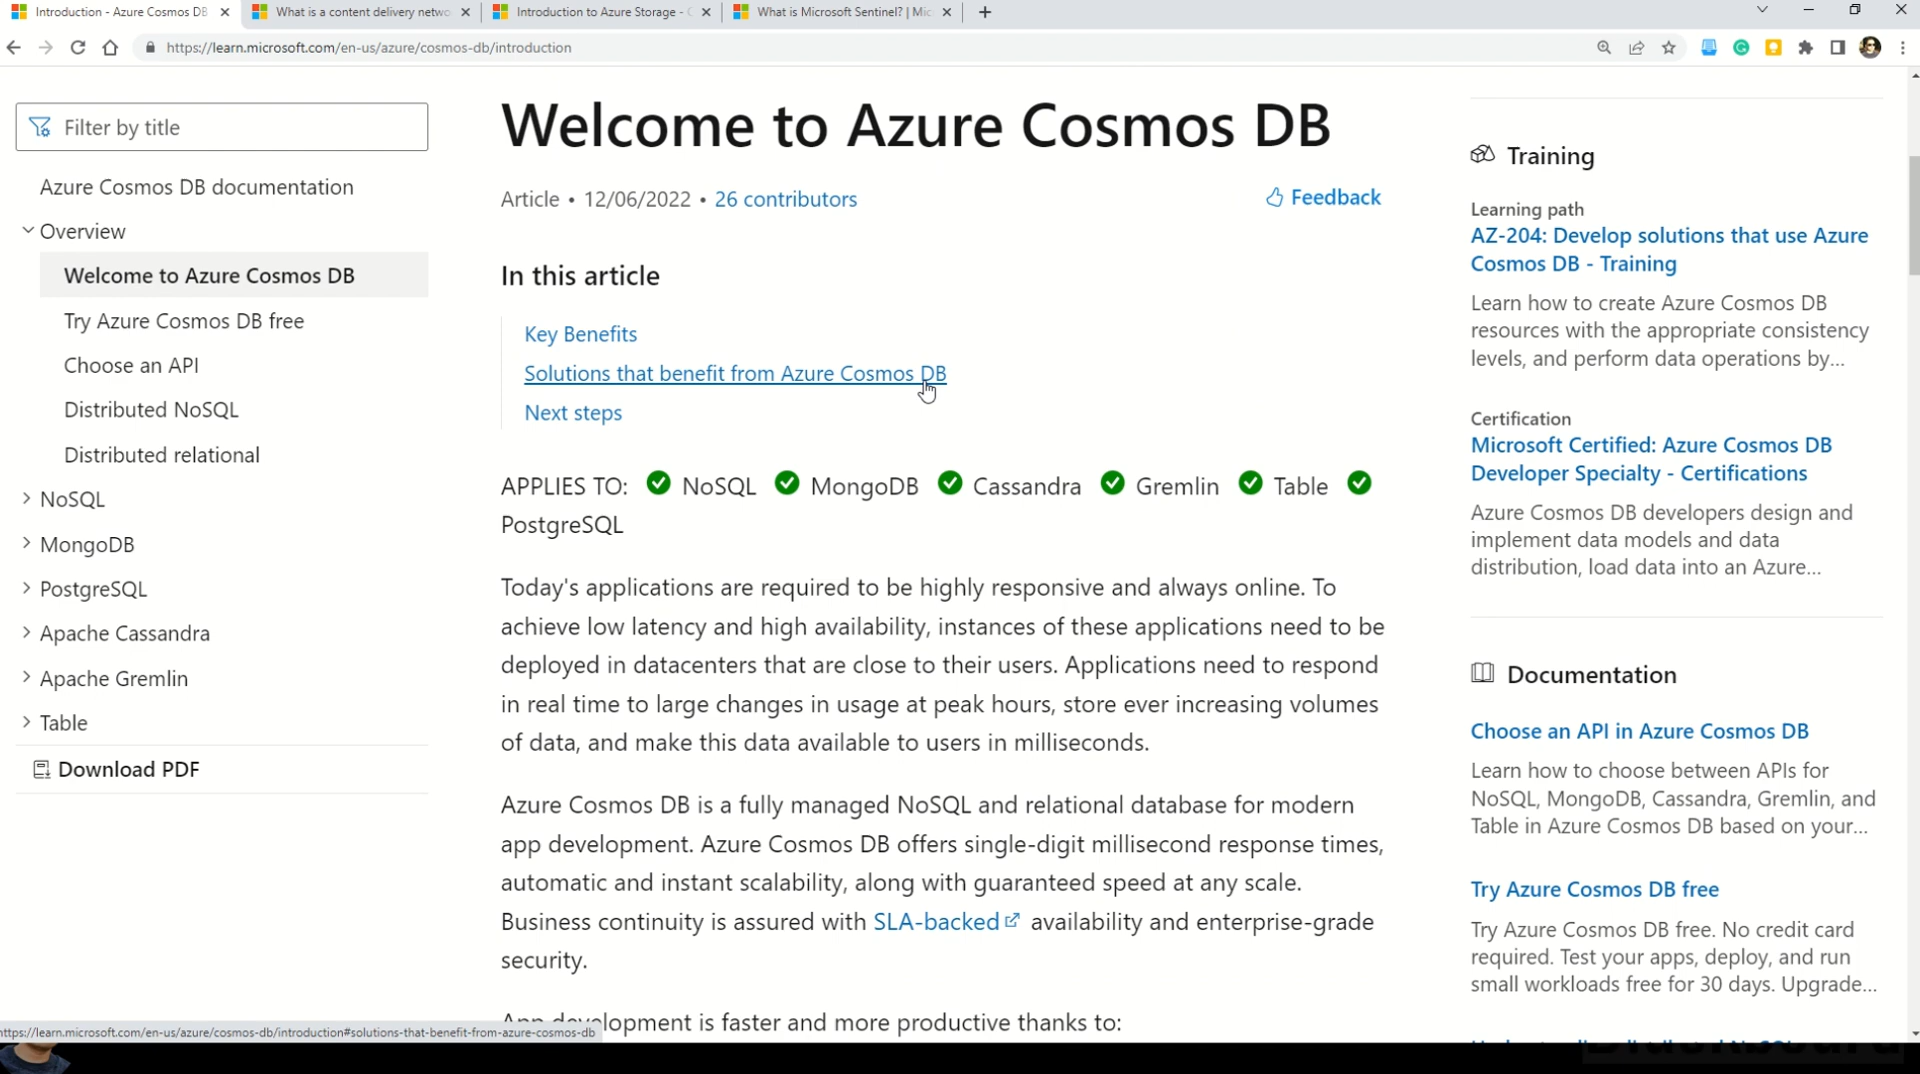 Introduction - Azure Cosmos DB
What is a content delivery netwo
Introduction to Azure Storage -
What is Microsoft Sentinel? | Mic
https://learn.microsoft.com/en-us/azure/cosmos-db/introduction
Filter by title
Azure Cosmos DB documentation
Overview
Welcome to Azure Cosmos DB
Try Azure Cosmos DB free
Choose an API
Distributed NoSQL
Distributed relational
NoSQL
MongoDB
PostgreSQL
Apache Cassandra
Apache Gremlin
Table
Download PDF
Welcome to Azure Cosmos DB
Article • 12/06/2022 • 26 contributors
Feedback
In this article
Key Benefits
Solutions that benefit from Azure Cosmos DB
Next steps
APPLIES TO: NoSQL MongoDB Cassandra Gremlin Table
PostgreSQL
Today's applications are required to be highly responsive and always online. To
achieve low latency and high availability, instances of these applications need to be
deployed in datacenters that are close to their users. Applications need to respond
in real time to large changes in usage at peak hours, store ever increasing volumes
of data, and make this data available to users in milliseconds.
Azure Cosmos DB is a fully managed NoSQL and relational database for modern
app development. Azure Cosmos DB offers single-digit millisecond response times,
automatic and instant scalability, along with guaranteed speed at any scale.
Business continuity is assured with SLA-backed availability and enterprise-grade
security.
App development is faster and more productive thanks to:
Training
Learning path
AZ-204: Develop solutions that use Azure
Cosmos DB - Training
Learn how to create Azure Cosmos DB
resources with the appropriate consistency
levels, and perform data operations by...
Certification
Microsoft Certified: Azure Cosmos DB
Developer Specialty - Certifications
Azure Cosmos DB developers design and
implement data models and data
distribution, load data into an Azure...
Documentation
Choose an API in Azure Cosmos DB
Learn how to choose between APIs for
NoSQL, MongoDB, Cassandra, Gremlin, and
Table in Azure Cosmos DB based on your...
Try Azure Cosmos DB free
Try Azure Cosmos DB free. No credit card
required. Test your apps, deploy, and run
small workloads free for 30 days. Upgrade...
https://learn.microsoft.com/en-us/azure/cosmos-db/introduction#solutions-that-benefit-from-azure-cosmos-db